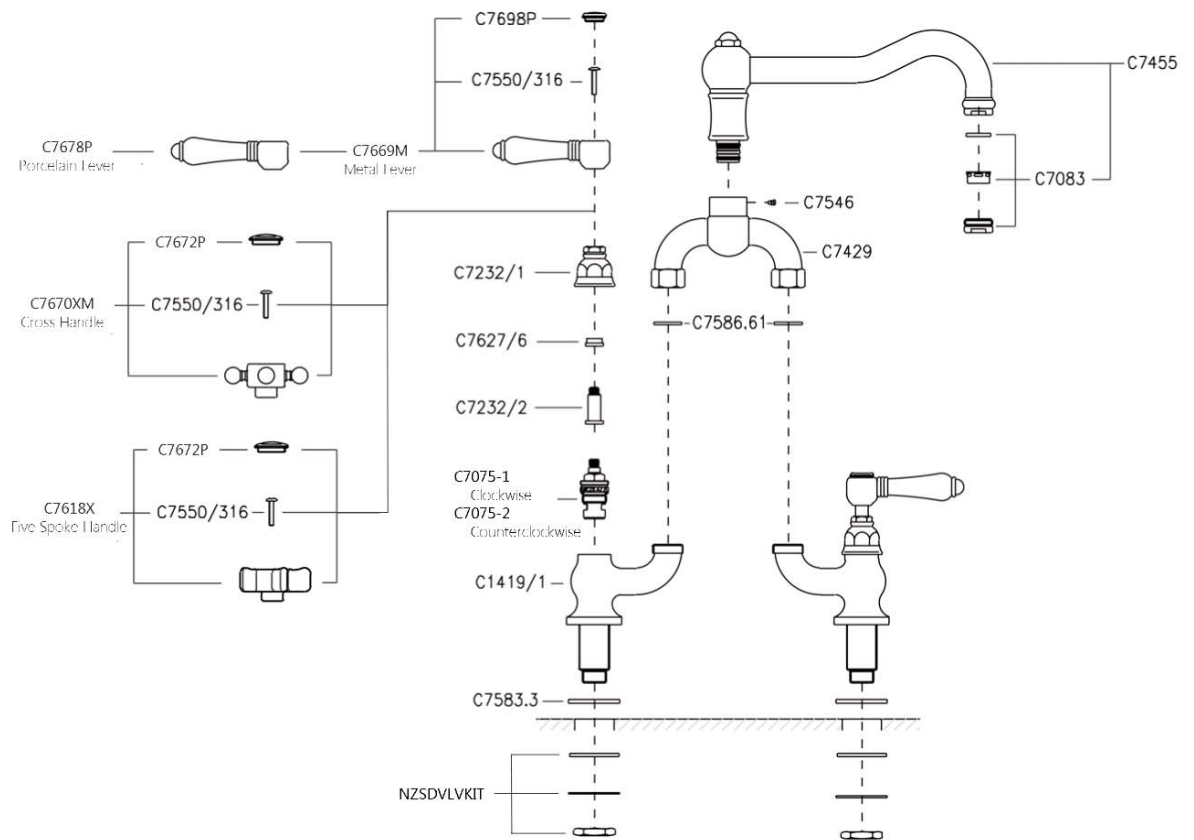 C7698P
C7550/316
C7455
C7678P
Porcelain Lever
C7669M
Metal Lever
C7083
C7546
C7672P
C7429
C7232/1
C7670XM
Cross Handle
C7550/316
C7586.61
C7627/6
C7232/2
C7672P
C7075-1
Clockwise
C7075-2
Counterclockwise
C7618X
Five Spoke Handle
C7550/316
C1419/1
C7583.3
NZSDVLVKIT